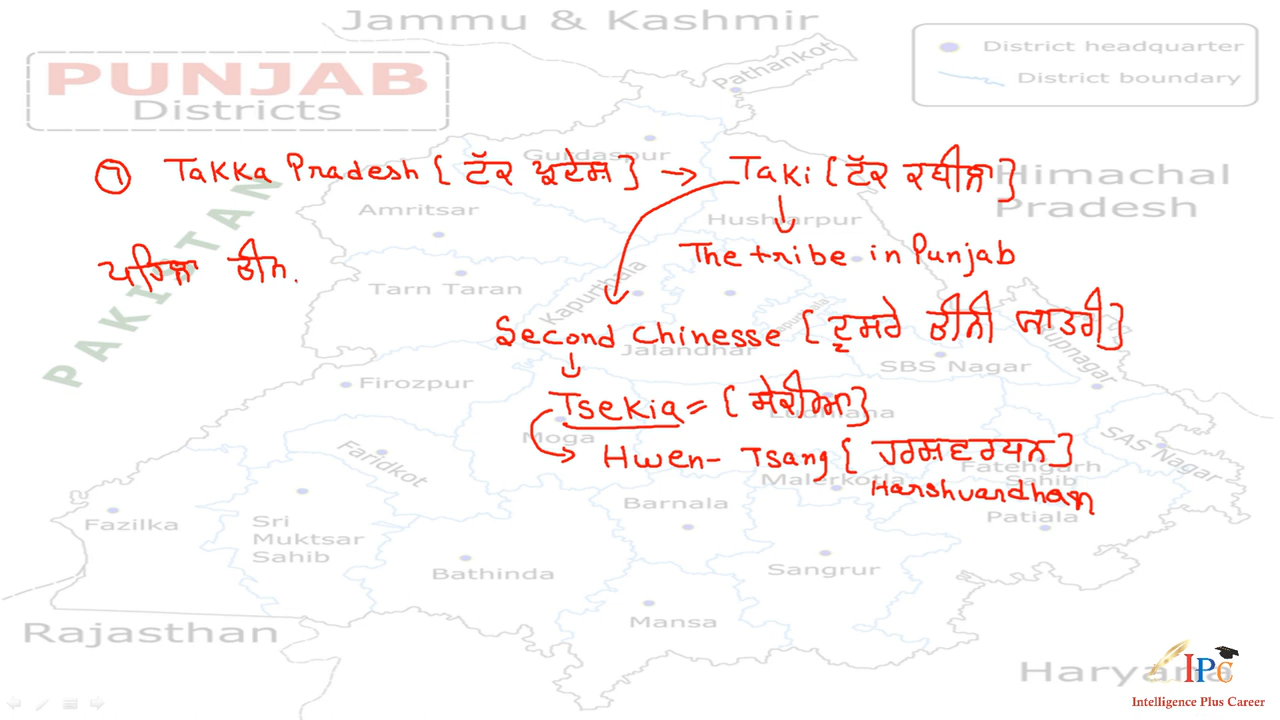 Jammu & Kashmir
PUNJAB
Districts
District headquarter
District boundary
Pathankot
Gurdaspur
⑦ Takka Pradesh [ ਟੱਕ ਪ੍ਰਦੇਸ਼ ] → Taki [ ਟੱਕ ਕਬੀਲਾ ]
Himachal
Pradesh
PAKISTAN
Amritsar
Hushiarpur
The tribe in Punjab
ਪਹਿਲਾ ਚੀਨ.
Tarn Taran
Kapurthala
Second Chinesse [ ਦੂਸਰੇ ਚੀਨੀ ਯਾਤਰੀ ]
Jalandhar
Rupnagar
SBS Nagar
Firozpur
Tsekia = [ ਸੇਕੀਆ ]
Ludhiana
Moga
SAS Nagar
Faridkot
Hwen- Tsang [ ਹਰਸ਼ਵਰਧਨ ]
Fatehgarh
Sahib
Malerkotla
Harshvardhan
Barnala
Patiala
Fazilka
Sri
Muktsar
Sahib
Bathinda
Sangrur
Mansa
Rajasthan
Haryana
IPC
Intelligence Plus Career